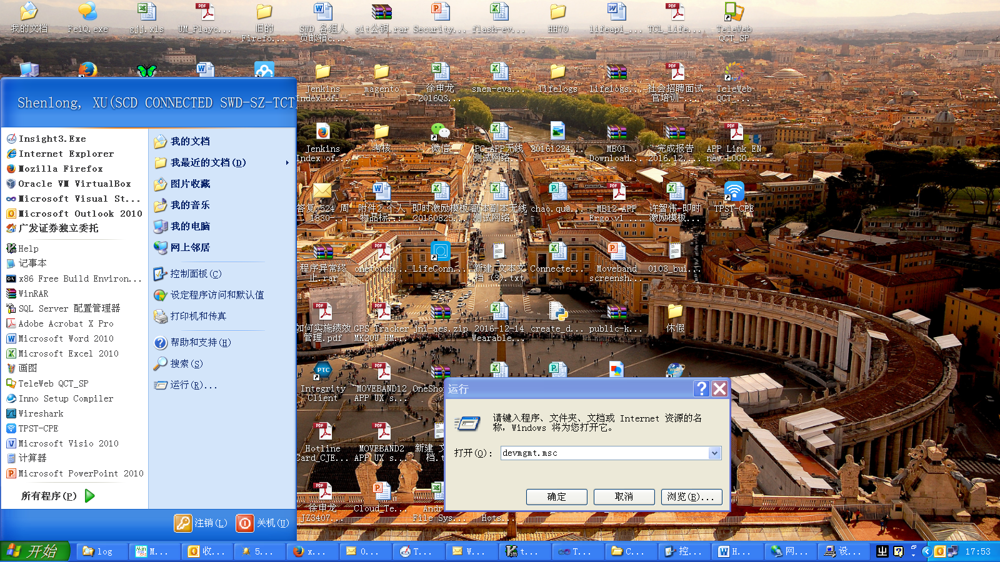 我的文档
FeiQ.exe
gjj.xls
UM_Playc...
旧的
Firefo...
SWD_各组人
员邮箱c...
git公钥.rar
Security...
flash-ev...
HH70
lifeapi_...
TCL_Life...
TeleWeb
QCT_SP
Jenkins
Index of...
magento
徐申龙
2016Q3...
smem-eva...
lifelogs
lifelogs...
社会招聘面试
官培训-...
TeleWeb
QCT_...
Jenkins
Index of...
考核
微信
PC-APP无线
测试网络...
20161224...
MB01
Download...
完成报告
2016.12....
APP Link_EN
new LOGO...
答复 524 周
二 1830-...
附件2 个人
物品标...
即时激励模板
20160825...
副本副本无线
测试网络...
chao.qu@...
MB12-APP
Ergo v1 ...
许智伟-即时
激励模板...
TPST-CPE
程序异常终
止.rar
onetouch...
LifeConn...
新建 文本文
档 (3).txt
Connecte...
Moveband
screensh...
0103_bui...
如何实施绩效
管理.pdf
GPS Tracker
MK20U UM...
jni-aes.zip
2016-12-14
Wearable...
create_d...
public-k...
休假
PTC
Integrity
Client
MOVEBAND12
APP UX s...
OneSho
Hotline
Card_CJE...
MOVEBAND2
APP UX s...
新建 文
档.t
徐申龙
JZ3407...
Cloud_Te...
Andr
File Sys...
Hots...
Shenlong, XU(SCD CONNECTED SWD-SZ-TCT)
Insight3.Exe
Internet Explorer
Mozilla Firefox
Oracle VM VirtualBox
Microsoft Visual St...
Microsoft Outlook 2010
广发证券独立委托
Help
记事本
x86 Free Build Environ...
WinRAR
SQL Server 配置管理器
Adobe Acrobat X Pro
Microsoft Word 2010
Microsoft Excel 2010
画图
TeleWeb QCT_SP
Inno Setup Compiler
Wireshark
TPST-CPE
Microsoft Visio 2010
计算器
Microsoft PowerPoint 2010
所有程序(P)
我的文档
我最近的文档(D)
图片收藏
我的音乐
我的电脑
网上邻居
控制面板(C)
设定程序访问和默认值
打印机和传真
帮助和支持(H)
搜索(S)
运行(R)...
注销(L)
关机(U)
运行
请键入程序、文件夹、文档或 Internet 资源的名
称，Windows 将为您打开它。
打开(O):
devmgmt.msc
确定
取消
浏览(B)...
开始
log
M...
收...
5...
x...
O...
T...
W...
t...
T...
C...
控...
H...
网...
设...
17:53